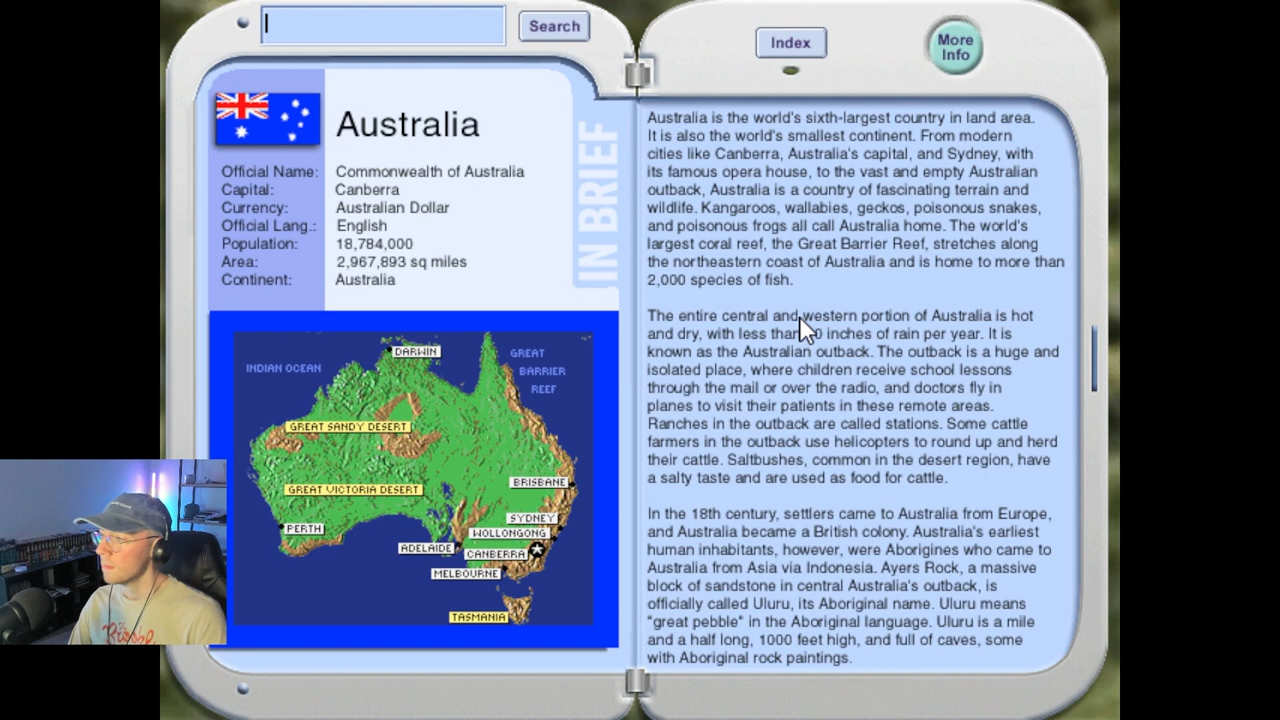 Search
Index
More
Info
Australia
IN BRIEF
Official Name: Commonwealth of Australia
Capital: Canberra
Currency: Australian Dollar
Official Lang.: English
Population: 18,784,000
Area: 2,967,893 sq miles
Continent: Australia
DARWIN
INDIAN OCEAN
GREAT
BARRIER
REEF
GREAT SANDY DESERT
BRISBANE
GREAT VICTORIA DESERT
SYDNEY
PERTH
WOLLONGONG
ADELAIDE
CANBERRA
MELBOURNE
TASMANIA
Australia is the world's sixth-largest country in land area.
It is also the world's smallest continent. From modern
cities like Canberra, Australia's capital, and Sydney, with
its famous opera house, to the vast and empty Australian
outback, Australia is a country of fascinating terrain and
wildlife. Kangaroos, wallabies, geckos, poisonous snakes,
and poisonous frogs all call Australia home. The world's
largest coral reef, the Great Barrier Reef, stretches along
the northeastern coast of Australia and is home to more than
2,000 species of fish.
The entire central and western portion of Australia is hot
and dry, with less than inches of rain per year. It is
known as the Australian outback. The outback is a huge and
isolated place, where children receive school lessons
through the mail or over the radio, and doctors fly in
planes to visit their patients in these remote areas.
Ranches in the outback are called stations. Some cattle
farmers in the outback use helicopters to round up and herd
their cattle. Saltbushes, common in the desert region, have
a salty taste and are used as food for cattle.
In the 18th century, settlers came to Australia from Europe,
and Australia became a British colony. Australia's earliest
human inhabitants, however, were Aborigines who came to
Australia from Asia via Indonesia. Ayers Rock, a massive
block of sandstone in central Australia's outback, is
officially called Uluru, its Aboriginal name. Uluru means
"great pebble" in the Aboriginal language. Uluru is a mile
and a half long, 1000 feet high, and full of caves, some
with Aboriginal rock paintings.